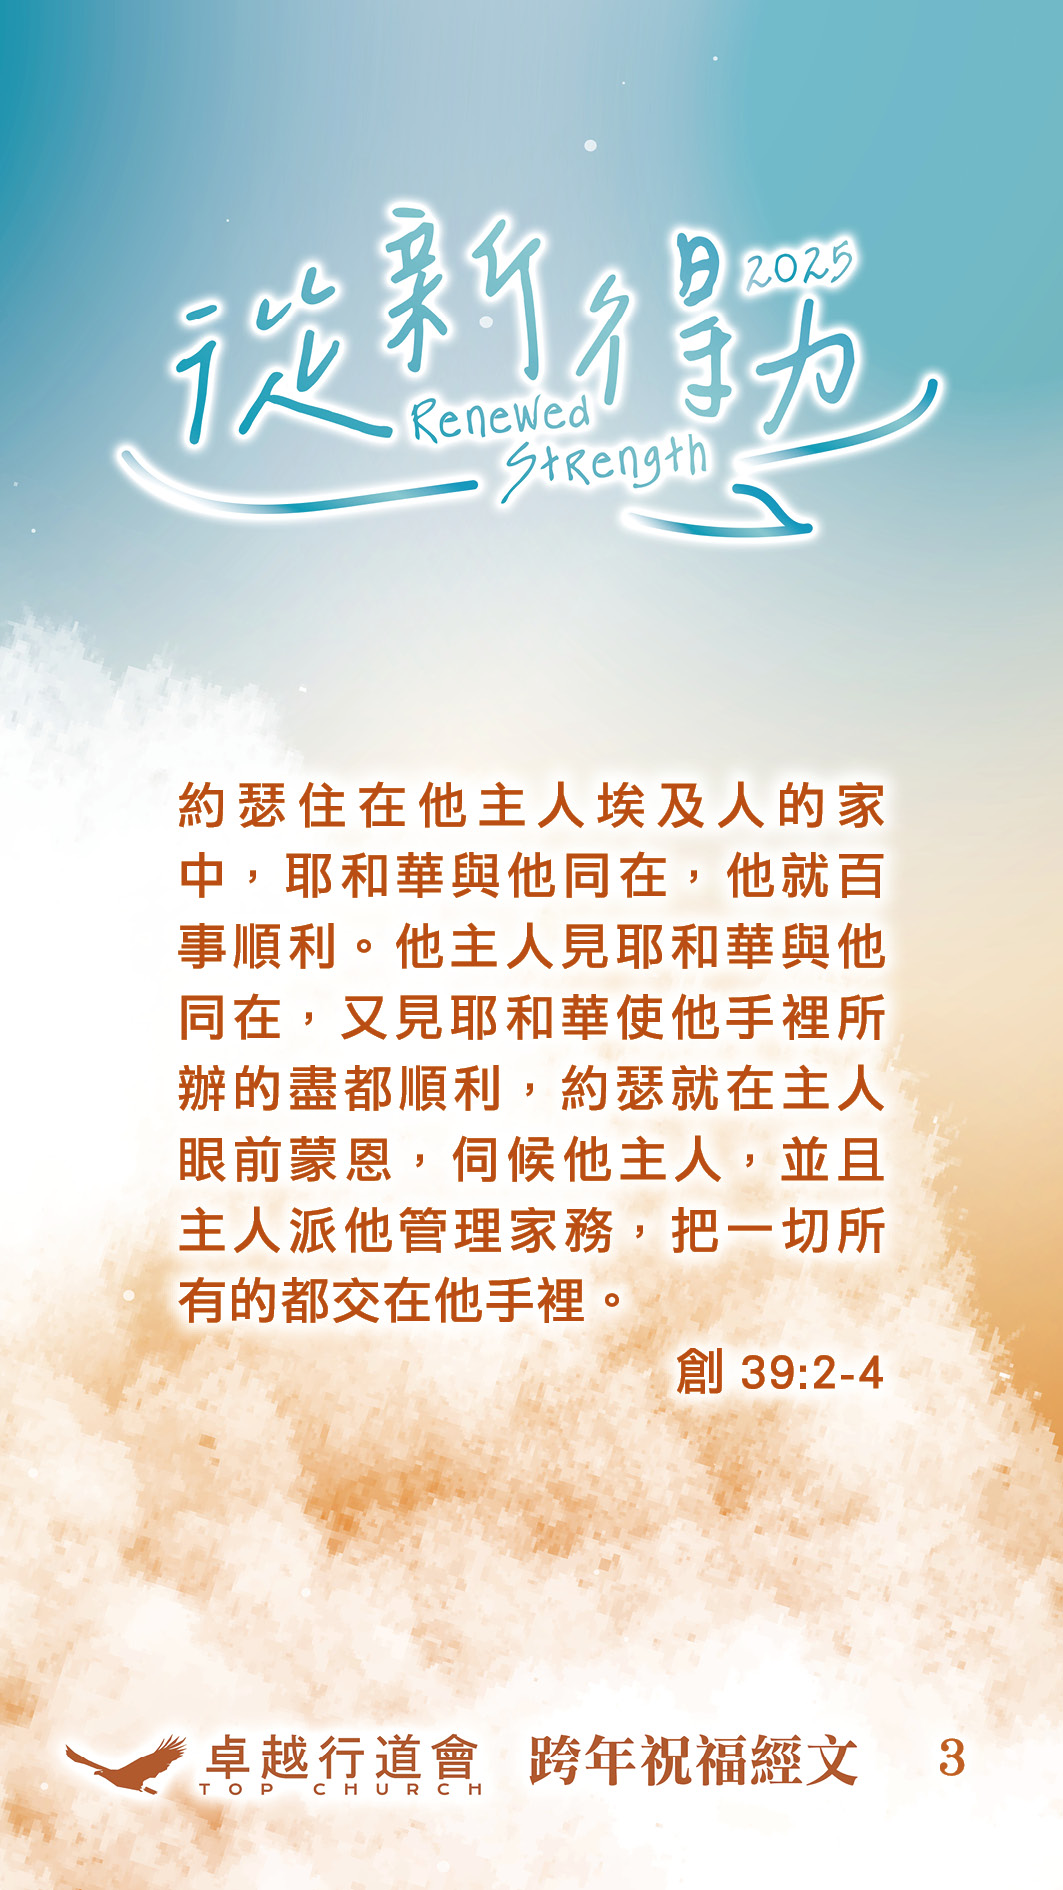 從新得力 2025
Renewed
Strength
約瑟住在他主人埃及人的家
中，耶和華與他同在，他就百
事順利。他主人見耶和華與他
同在，又見耶和華使他手裡所
辦的盡都順利，約瑟就在主人
眼前蒙恩，伺候他主人，並且
主人派他管理家務，把一切所
有的都交在他手裡。
創 39:2-4
卓越行道會 跨年祝福經文 3
TOP CHURCH